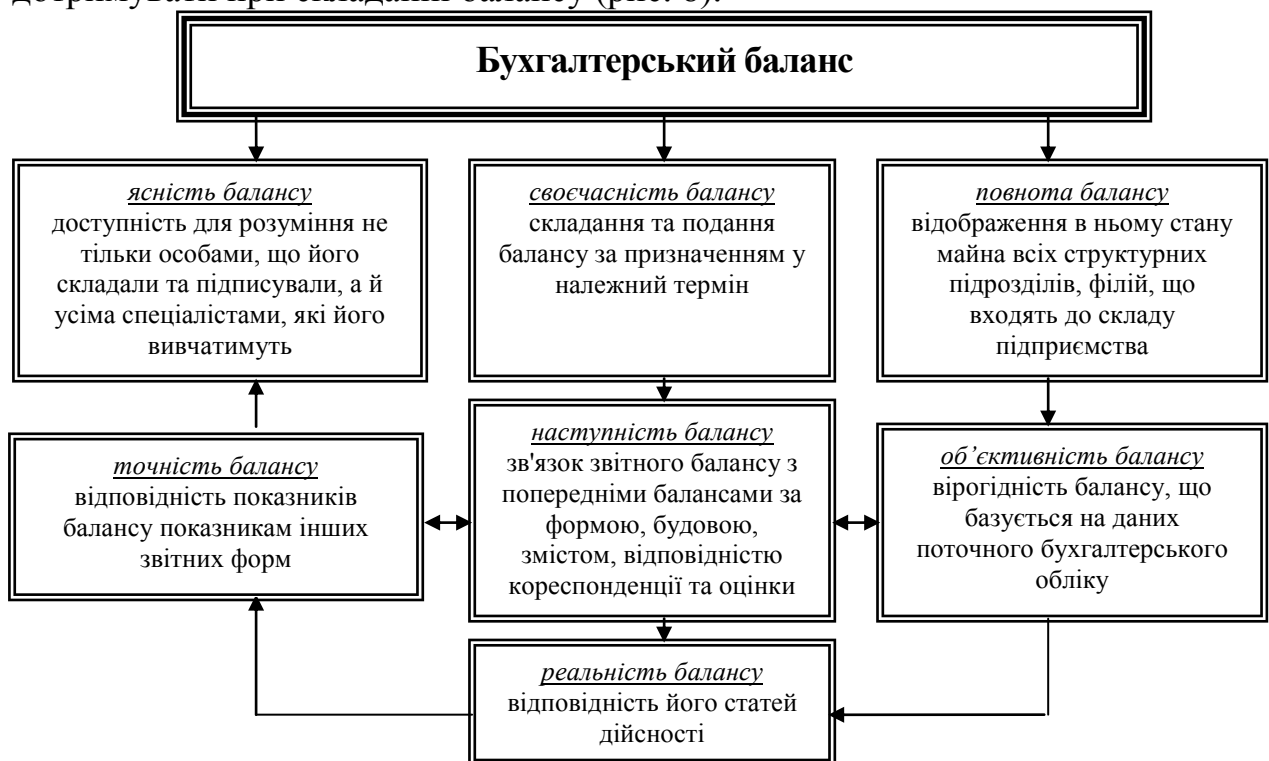 дотримувати при складанні балансу (рис. 6).
Бухгалтерський баланс
ясність балансу
доступність для розуміння не
тільки особами, що його
складали та підписували, а й
усіма спеціалістами, які його
вивчатимуть
своєчасність балансу
складання та подання
балансу за призначенням у
належний термін
повнота балансу
відображення в ньому стану
майна всіх структурних
підрозділів, філій, що
входять до складу
підприємства
точність балансу
відповідність показників
балансу показникам інших
звітних форм
наступність балансу
зв'язок звітного балансу з
попередніми балансами за
формою, будовою,
змістом, відповідністю
кореспонденції та оцінки
об’єктивність балансу
вірогідність балансу, що
базується на даних
поточного бухгалтерського
обліку
реальність балансу
відповідність його статей
дійсності